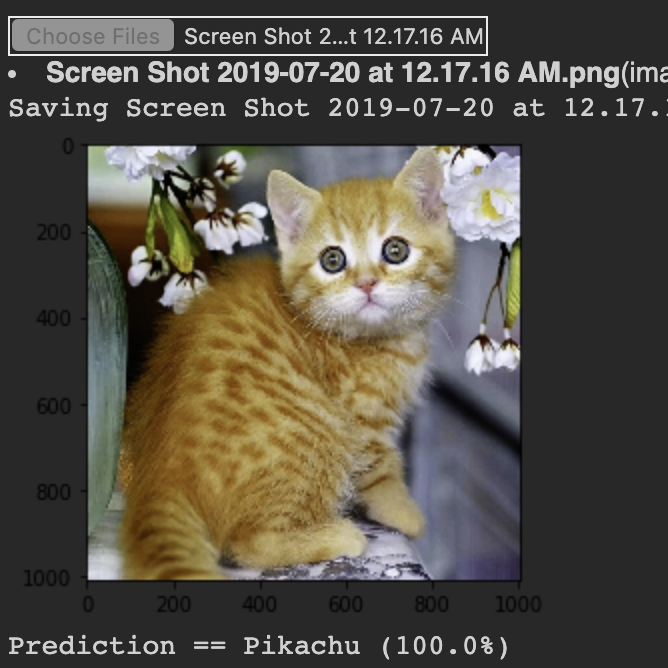 Choose Files Screen Shot 2...t 12.17.16 AM
• Screen Shot 2019-07-20 at 12.17.16 AM.png(ima
Saving Screen Shot 2019-07-20 at 12.17.
0
200
400
600
800
1000
0 200 400 600 800 1000
Prediction == Pikachu (100.0%)